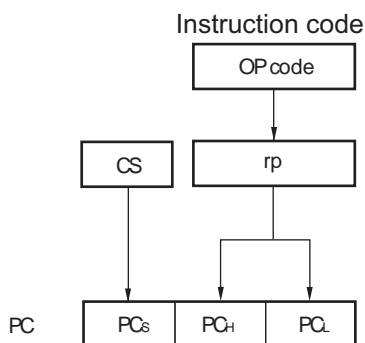 Instruction code
OP code
CS
rp
PC
PCS
PCH
PCL